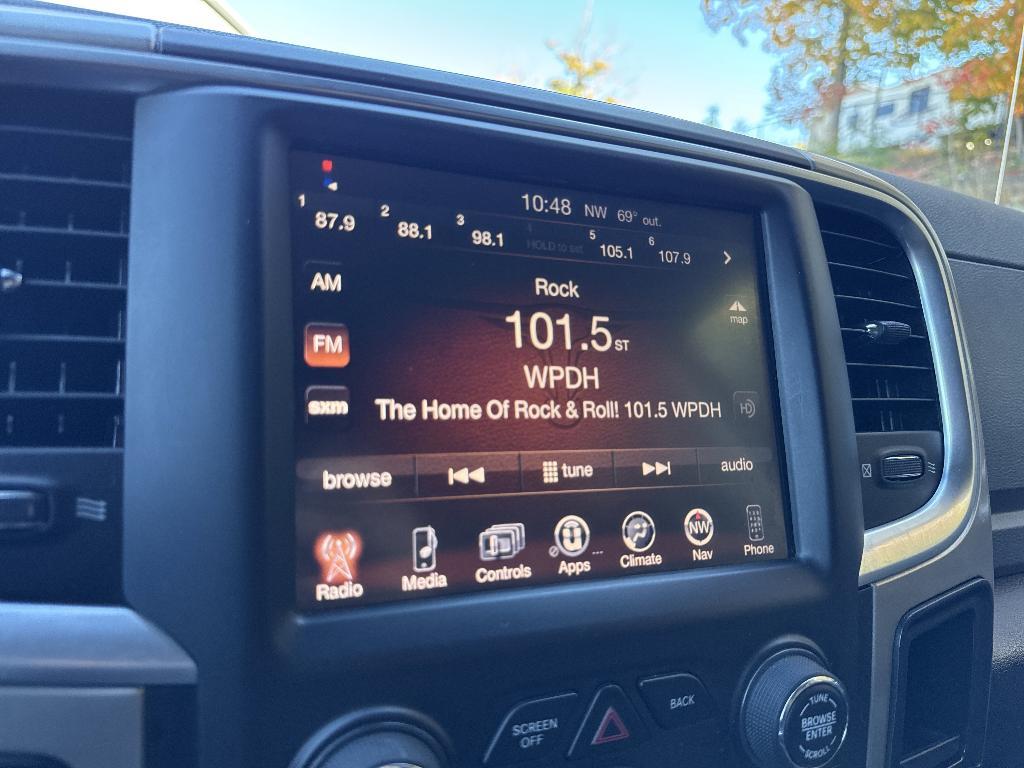 10:48 NW 69° out.
1 87.9 2 88.1 3 98.1 4 HOLD to set 5 105.1 6 107.9
AM
Rock
map
FM
101.5 ST
WPDH
sxm
The Home Of Rock & Roll! 101.5 WPDH
HD
browse tune audio
NW
Radio Media Controls Apps Climate Nav Phone
SCREEN
OFF
BACK
TUNE
BROWSE
ENTER
SCROLL